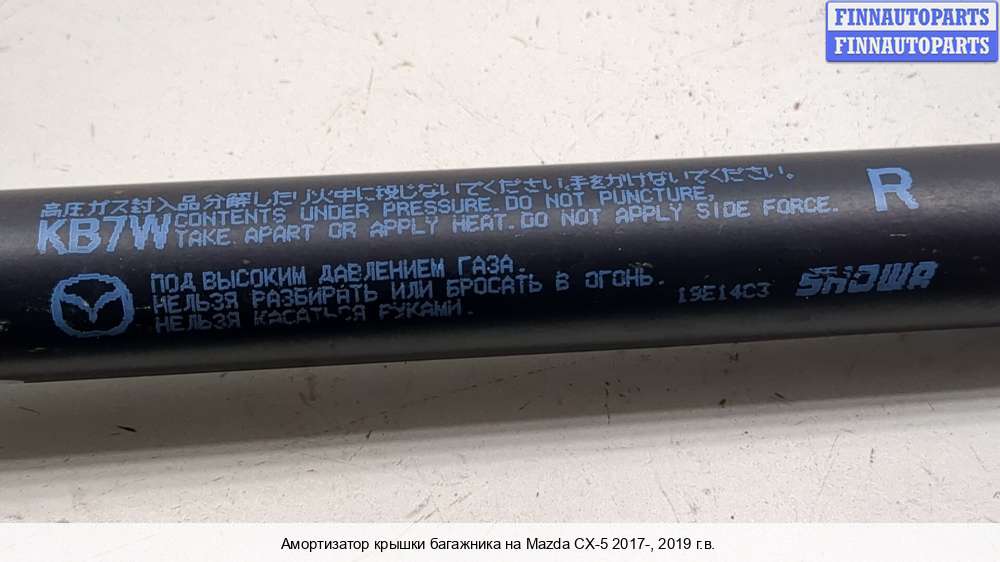 FINNAUTOPARTS
FINNAUTOPARTS
高圧ガス封入品分解したり火中に投じないでください.手をかけないでください。
KB7W
CONTENTS UNDER PRESSURE.DO NOT PUNCTURE,
TAKE APART OR APPLY HEAT.DO NOT APPLY SIDE FORCE.
R
ПОД ВЫСОКИМ ДАВЛЕНИЕМ ГАЗА.
НЕЛЬЗЯ РАЗБИРАТЬ ИЛИ БРОСАТЬ В ОГОНЬ.
НЕЛЬЗЯ КАСАТЬСЯ РУКАМИ.
19E14C3
SHOWA
Амортизатор крышки багажника на Mazda CX-5 2017-, 2019 г.в.